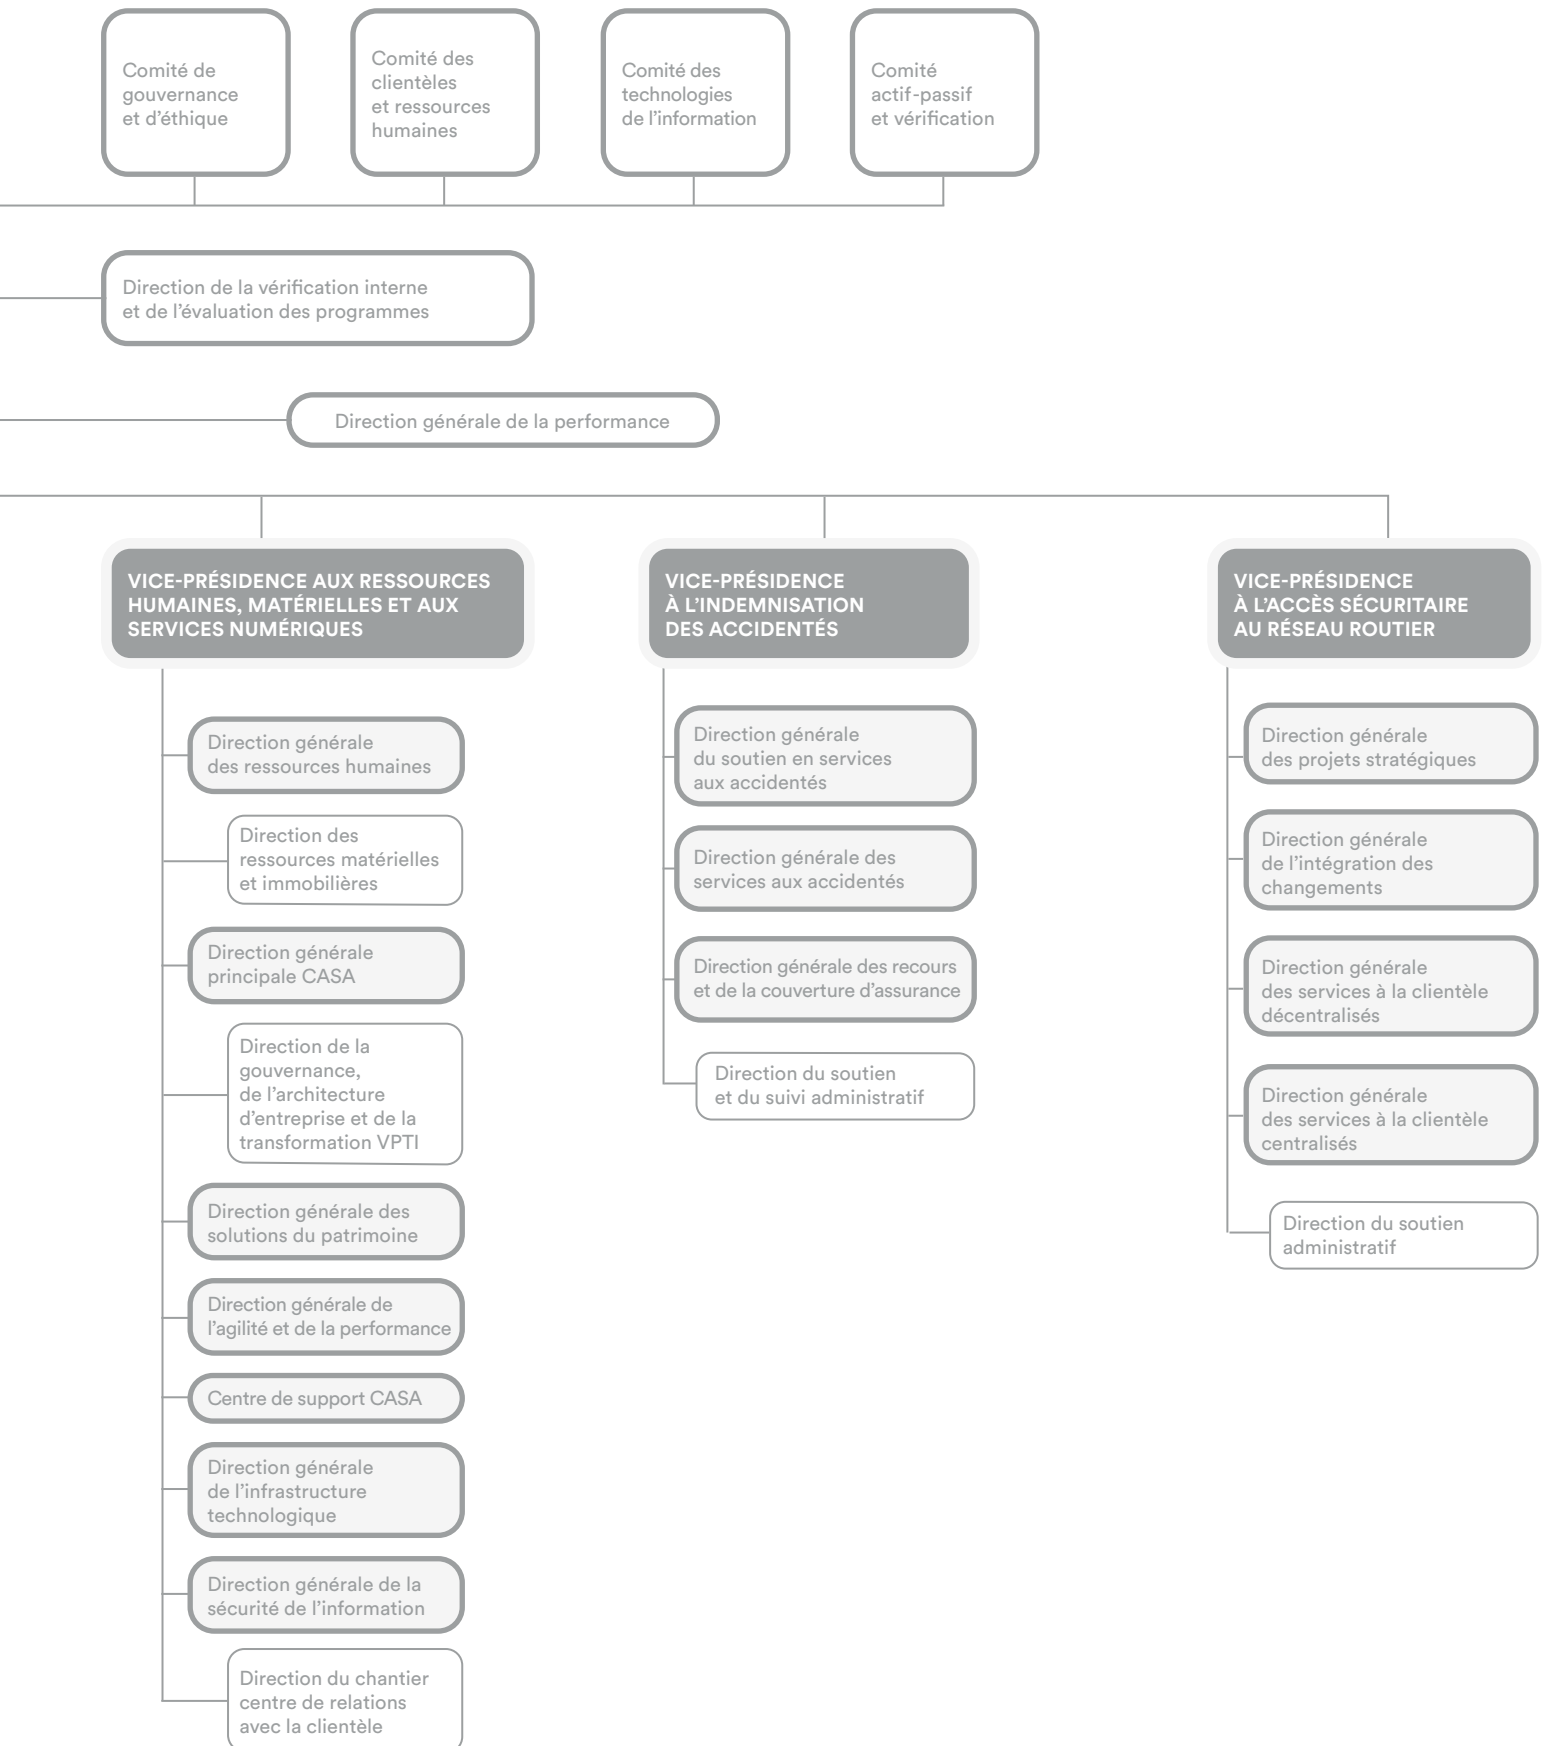 Comité de
gouvernance
et d'éthique
Comité des
clientèles
et ressources
humaines
Comité des
technologies
de l'information
Comité
actif-passif
et vérification
Direction de la vérification interne
et de l'évaluation des programmes
Direction générale de la performance
VICE-PRÉSIDENCE AUX RESSOURCES
HUMAINES, MATÉRIELLES ET AUX
SERVICES NUMÉRIQUES
Direction générale
des ressources humaines
Direction des
ressources matérielles
et immobilières
Direction générale
principale CASA
Direction de la
gouvernance,
de l'architecture
d'entreprise et de la
transformation VPTI
Direction générale des
solutions du patrimoine
Direction générale de
l'agilité et de la performance
Centre de support CASA
Direction générale
de l'infrastructure
technologique
Direction générale de la
sécurité de l'information
Direction du chantier
centre de relations
avec la clientèle
VICE-PRÉSIDENCE
À L'INDEMNISATION
DES ACCIDENTÉS
Direction générale
du soutien en services
aux accidentés
Direction générale des
services aux accidentés
Direction générale des recours
et de la couverture d'assurance
Direction du soutien
et du suivi administratif
VICE-PRÉSIDENCE
À L'ACCÈS SÉCURITAIRE
AU RÉSEAU ROUTIER
Direction générale
des projets stratégiques
Direction générale
de l'intégration des
changements
Direction générale
des services à la clientèle
décentralisés
Direction générale
des services à la clientèle
centralisés
Direction du soutien
administratif